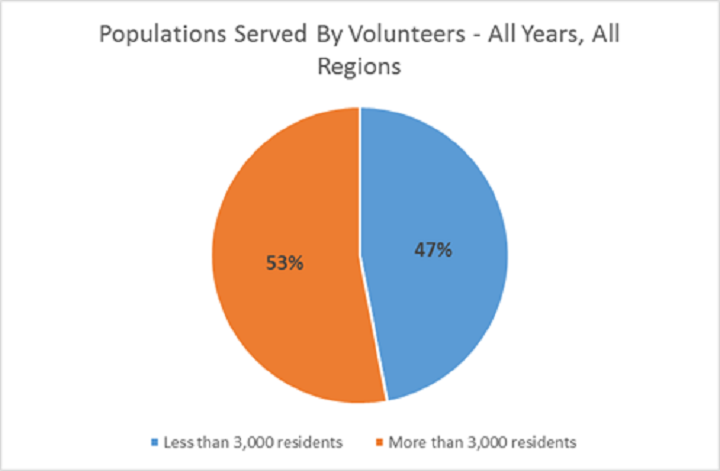 Populations Served By Volunteers - All Years, All
Regions
53%
47%
Less than 3,000 residents
More than 3,000 residents